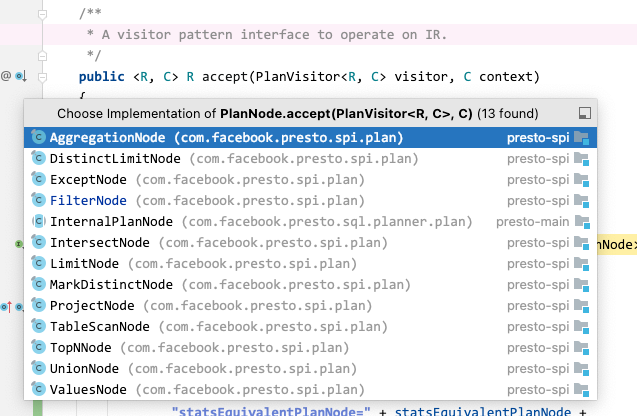 /**
* A visitor pattern interface to operate on IR.
*/
@ public <R, C> R accept(PlanVisitor<R, C> visitor, C context)
{
Choose Implementation of PlanNode.accept(PlanVisitor<R, C>, C) (13 found)
AggregationNode (com.facebook.presto.spi.plan) presto-spi
DistinctLimitNode (com.facebook.presto.spi.plan) presto-spi
ExceptNode (com.facebook.presto.spi.plan) presto-spi
FilterNode (com.facebook.presto.spi.plan) presto-spi
InternalPlanNode (com.facebook.presto.sql.planner.plan) presto-main
IntersectNode (com.facebook.presto.spi.plan) presto-spi nNode>
LimitNode (com.facebook.presto.spi.plan) presto-spi
MarkDistinctNode (com.facebook.presto.spi.plan) presto-spi
ProjectNode (com.facebook.presto.spi.plan) presto-spi
TableScanNode (com.facebook.presto.spi.plan) presto-spi
TopNNode (com.facebook.presto.spi.plan) presto-spi
UnionNode (com.facebook.presto.spi.plan) presto-spi
ValuesNode (com.facebook.presto.spi.plan) presto-spi
"statsEquivalentPlanNode=" + statsEquivalentPlanNode +